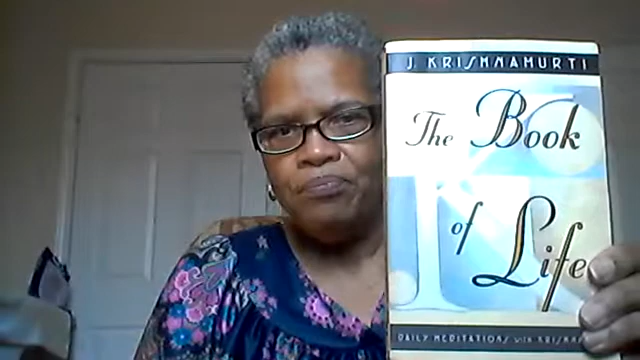 J. KRISHNAMURTI
The Book
of
Life
DAILY MEDITATIONS WITH